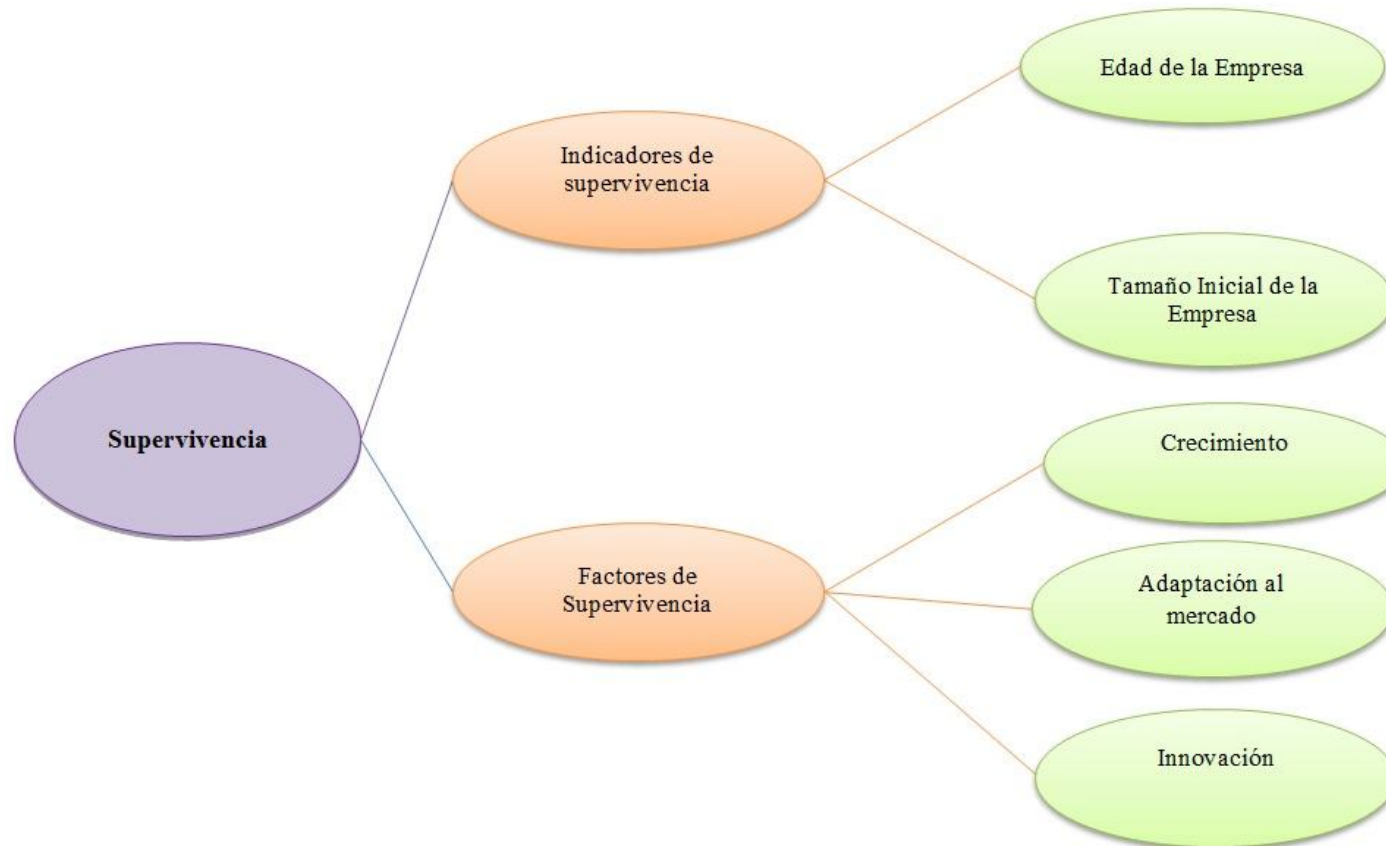 Edad de la Empresa
Indicadores de
supervivencia
Tamaño Inicial de la
Empresa
Supervivencia
Crecimiento
Factores de
Supervivencia
Adaptación al
mercado
Innovación